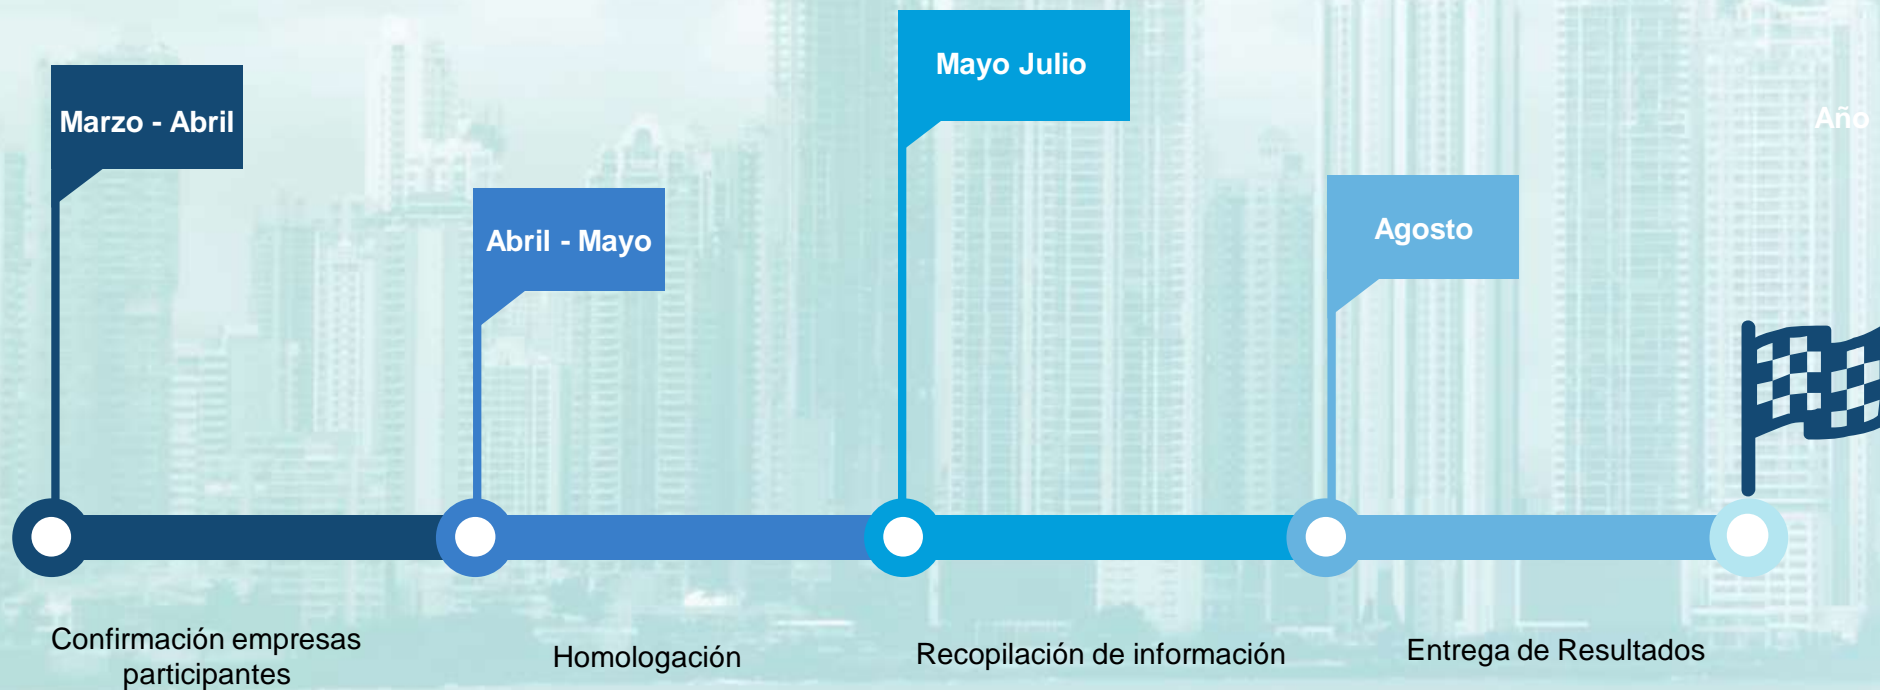 Marzo - Abril
Abril - Mayo
Mayo Julio
Agosto
Año
Confirmación empresas
participantes
Homologación
Recopilación de información
Entrega de Resultados